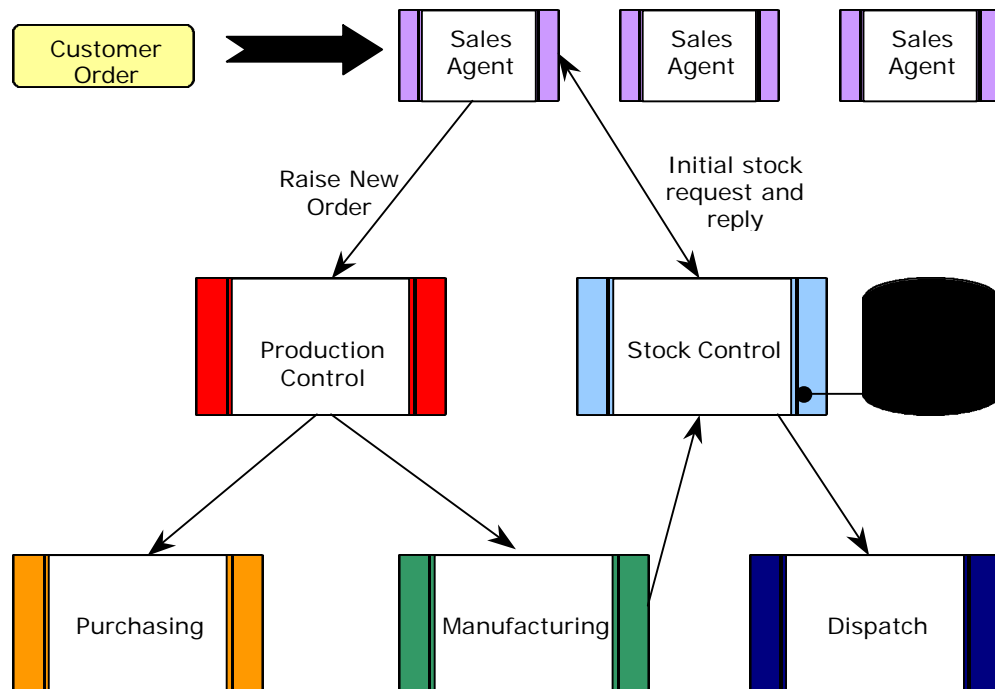 Customer
Order
Sales
Agent
Sales
Agent
Sales
Agent
Raise New
Order
Initial stock
request and
reply
Production
Control
Stock Control
Purchasing
Manufacturing
Dispatch